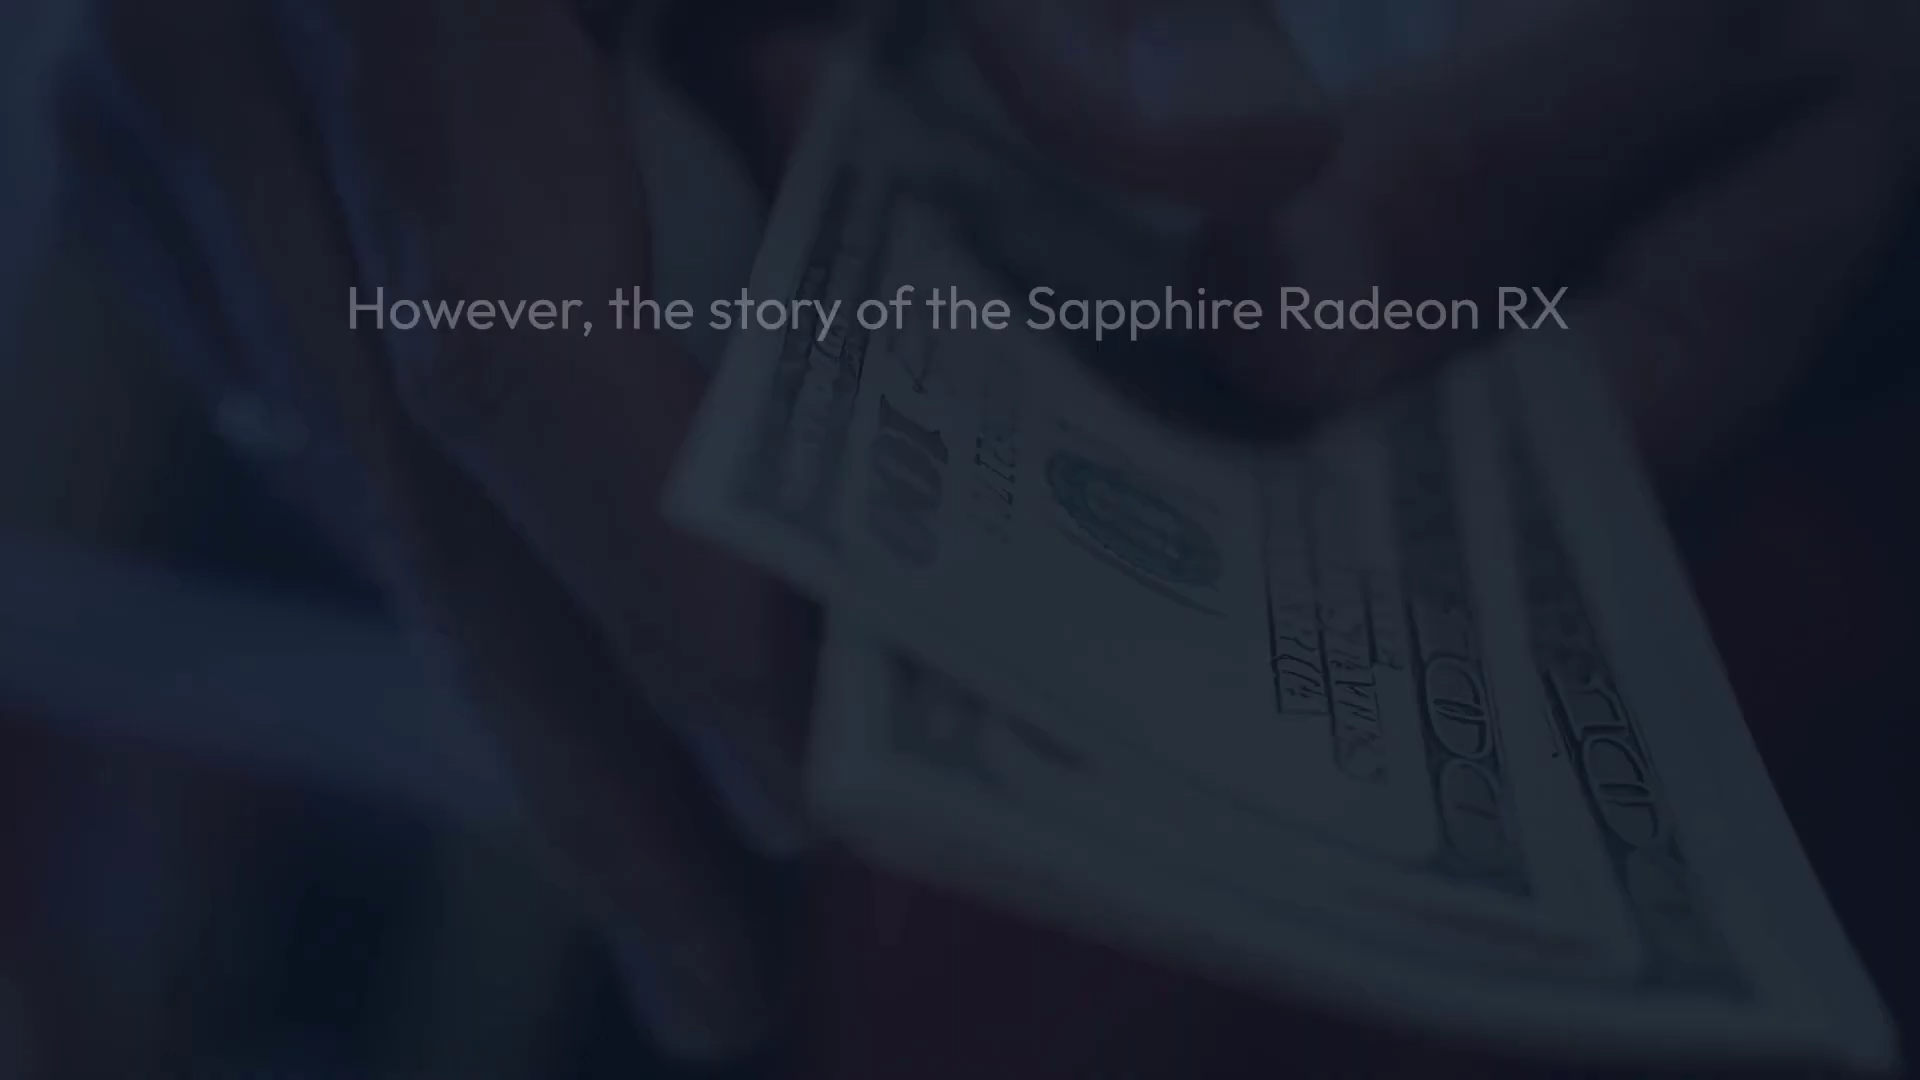 However, the story of the Sapphire Radeon RX